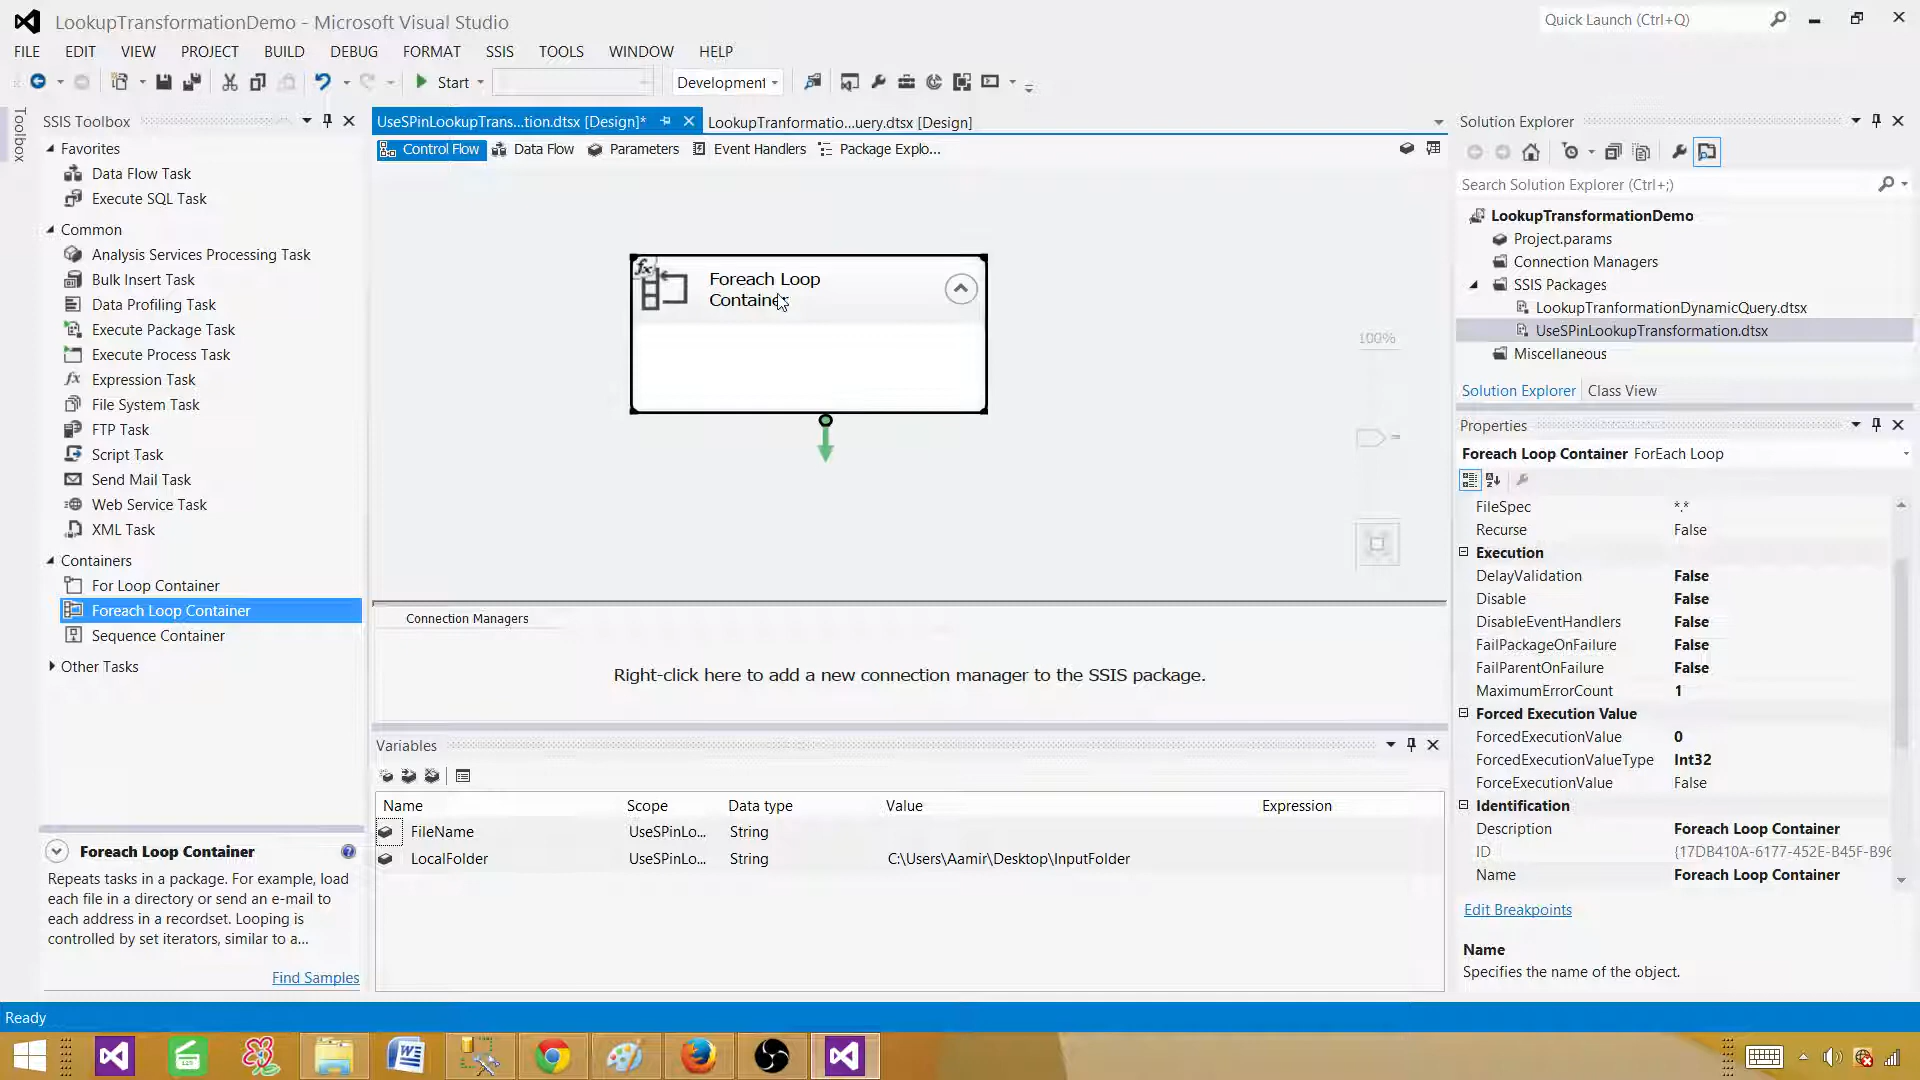 LookupTransformationDemo - Microsoft Visual Studio
Quick Launch (Ctrl+Q)
FILE EDIT VIEW PROJECT BUILD DEBUG FORMAT SSIS TOOLS WINDOW HELP
Start
Development
Toolbox
SSIS Toolbox
Favorites
Data Flow Task
Execute SQL Task
Common
Analysis Services Processing Task
Bulk Insert Task
Data Profiling Task
Execute Package Task
Execute Process Task
Expression Task
File System Task
FTP Task
Script Task
Send Mail Task
Web Service Task
XML Task
Containers
For Loop Container
Foreach Loop Container
Sequence Container
Other Tasks
Foreach Loop Container
Repeats tasks in a package. For example, load
each file in a directory or send an e-mail to
each address in a recordset. Looping is
controlled by set iterators, similar to a...
Find Samples
UseSPinLookupTrans...tion.dtsx [Design]*
LookupTranformatio...uery.dtsx [Design]
Control Flow
Data Flow
Parameters
Event Handlers
Package Explo...
fx
Foreach Loop
Container
100%
Connection Managers
Right-click here to add a new connection manager to the SSIS package.
Variables
Name Scope Data type Value Expression
FileName UseSPinLo... String
LocalFolder UseSPinLo... String C:\Users\Aamir\Desktop\InputFolder
Solution Explorer
Search Solution Explorer (Ctrl+;)
LookupTransformationDemo
Project.params
Connection Managers
SSIS Packages
LookupTranformationDynamicQuery.dtsx
UseSPinLookupTransformation.dtsx
Miscellaneous
Solution Explorer Class View
Properties
Foreach Loop Container ForEach Loop
FileSpec *.*
Recurse False
Execution
DelayValidation False
Disable False
DisableEventHandlers False
FailPackageOnFailure False
FailParentOnFailure False
MaximumErrorCount 1
Forced Execution Value
ForcedExecutionValue 0
ForcedExecutionValueType Int32
ForceExecutionValue False
Identification
Description Foreach Loop Container
ID {17DB410A-6177-452E-B45F-B96
Name Foreach Loop Container
Edit Breakpoints
Name
Specifies the name of the object.
Ready